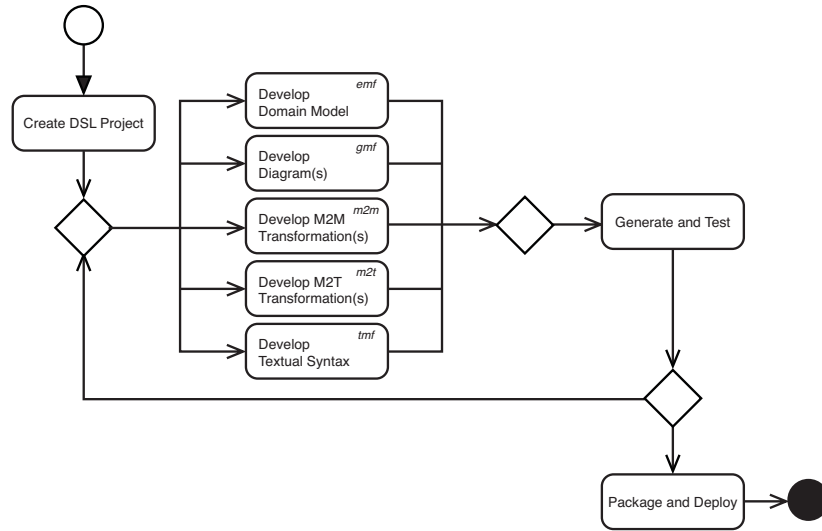 Create DSL Project
emf
Develop
Domain Model
gmf
Develop
Diagram(s)
m2m
Develop M2M
Transformation(s)
m2t
Develop M2T
Transformation(s)
tmf
Develop
Textual Syntax
Generate and Test
Package and Deploy